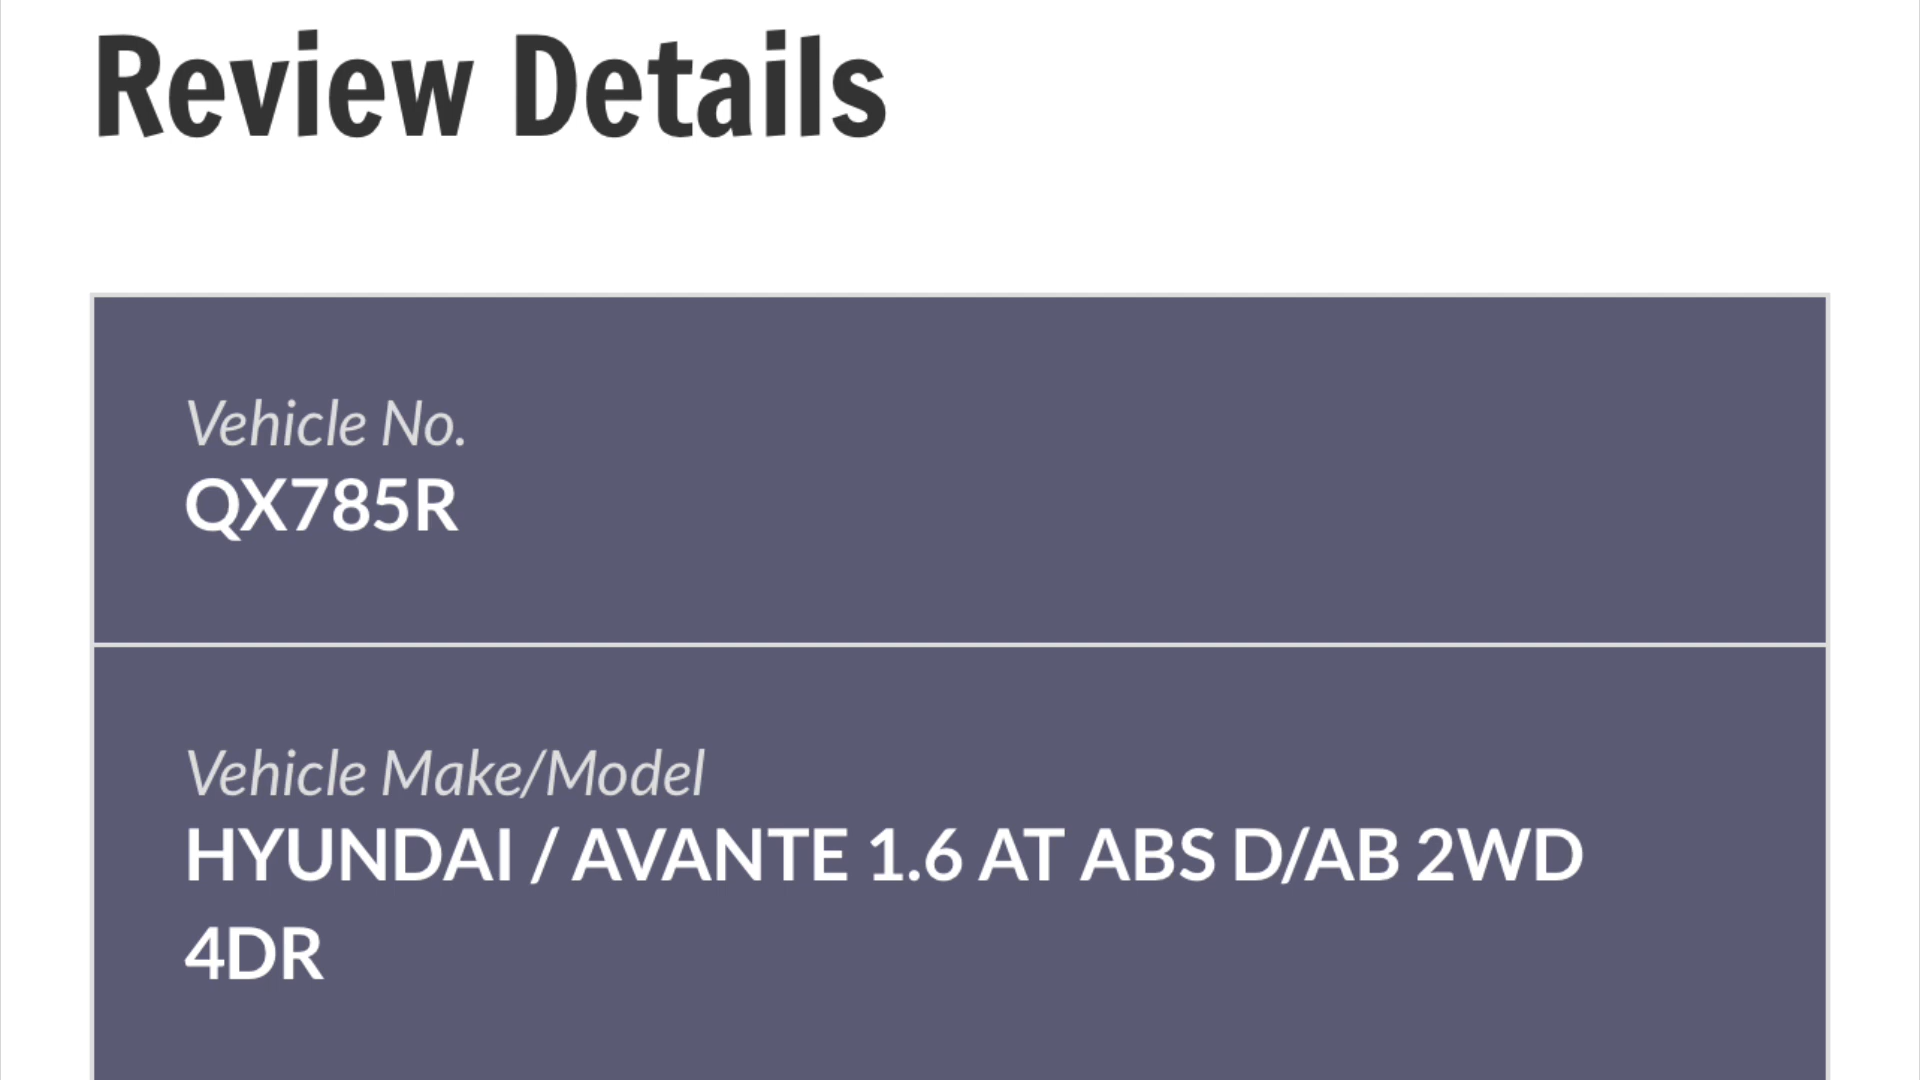 Review Details
Vehicle No.
QX785R
Vehicle Make/Model
HYUNDAI / AVANTE 1.6 AT ABS D/AB 2WD
4DR